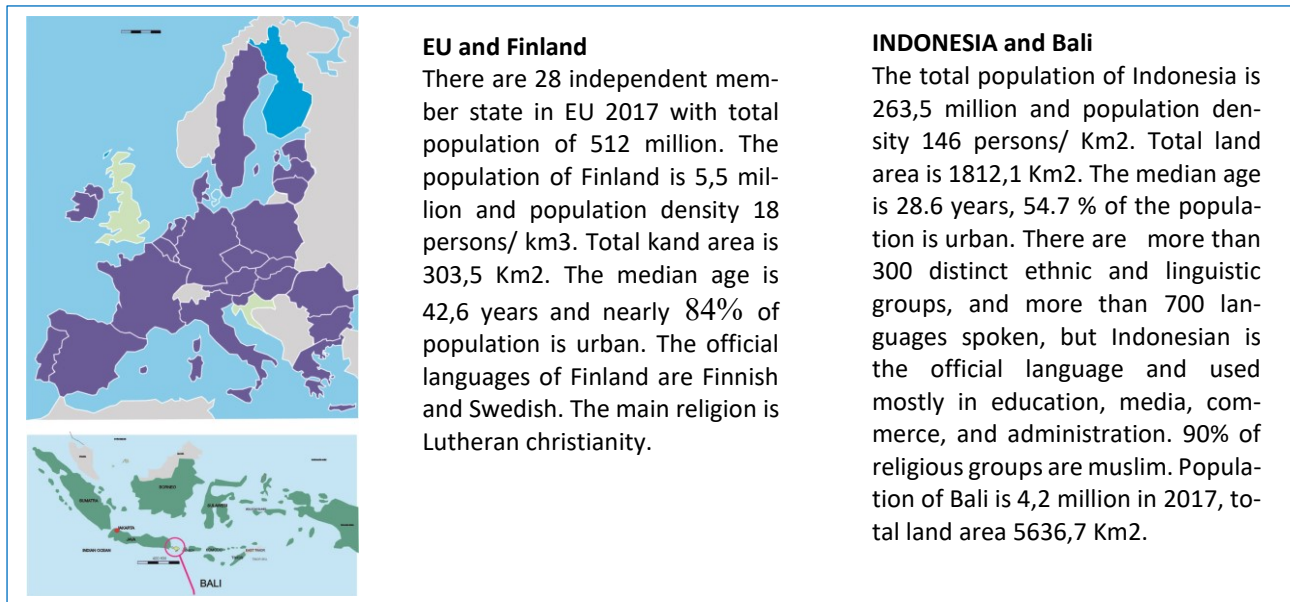 EU and Finland
There are 28 independent mem-
ber state in EU 2017 with total
population of 512 million. The
population of Finland is 5,5 mil-
lion and population density 18
persons/ km3. Total kand area is
303,5 Km2. The median age is
42,6 years and nearly 84% of
population is urban. The official
languages of Finland are Finnish
and Swedish. The main religion is
Lutheran christianity.
INDONESIA and Bali
The total population of Indonesia is
263,5 million and population den-
sity 146 persons/ Km2. Total land
area is 1812,1 Km2. The median age
is 28.6 years, 54.7 % of the popula-
tion is urban. There are more than
300 distinct ethnic and linguistic
groups, and more than 700 lan-
guages spoken, but Indonesian is
the official language and used
mostly in education, media, com-
merce, and administration. 90% of
religious groups are muslim. Popula-
tion of Bali is 4,2 million in 2017, to-
tal land area 5636,7 Km2.
SUMATRA
BORNEO
JAKARTA
JAVA
INDIAN OCEAN
BALI